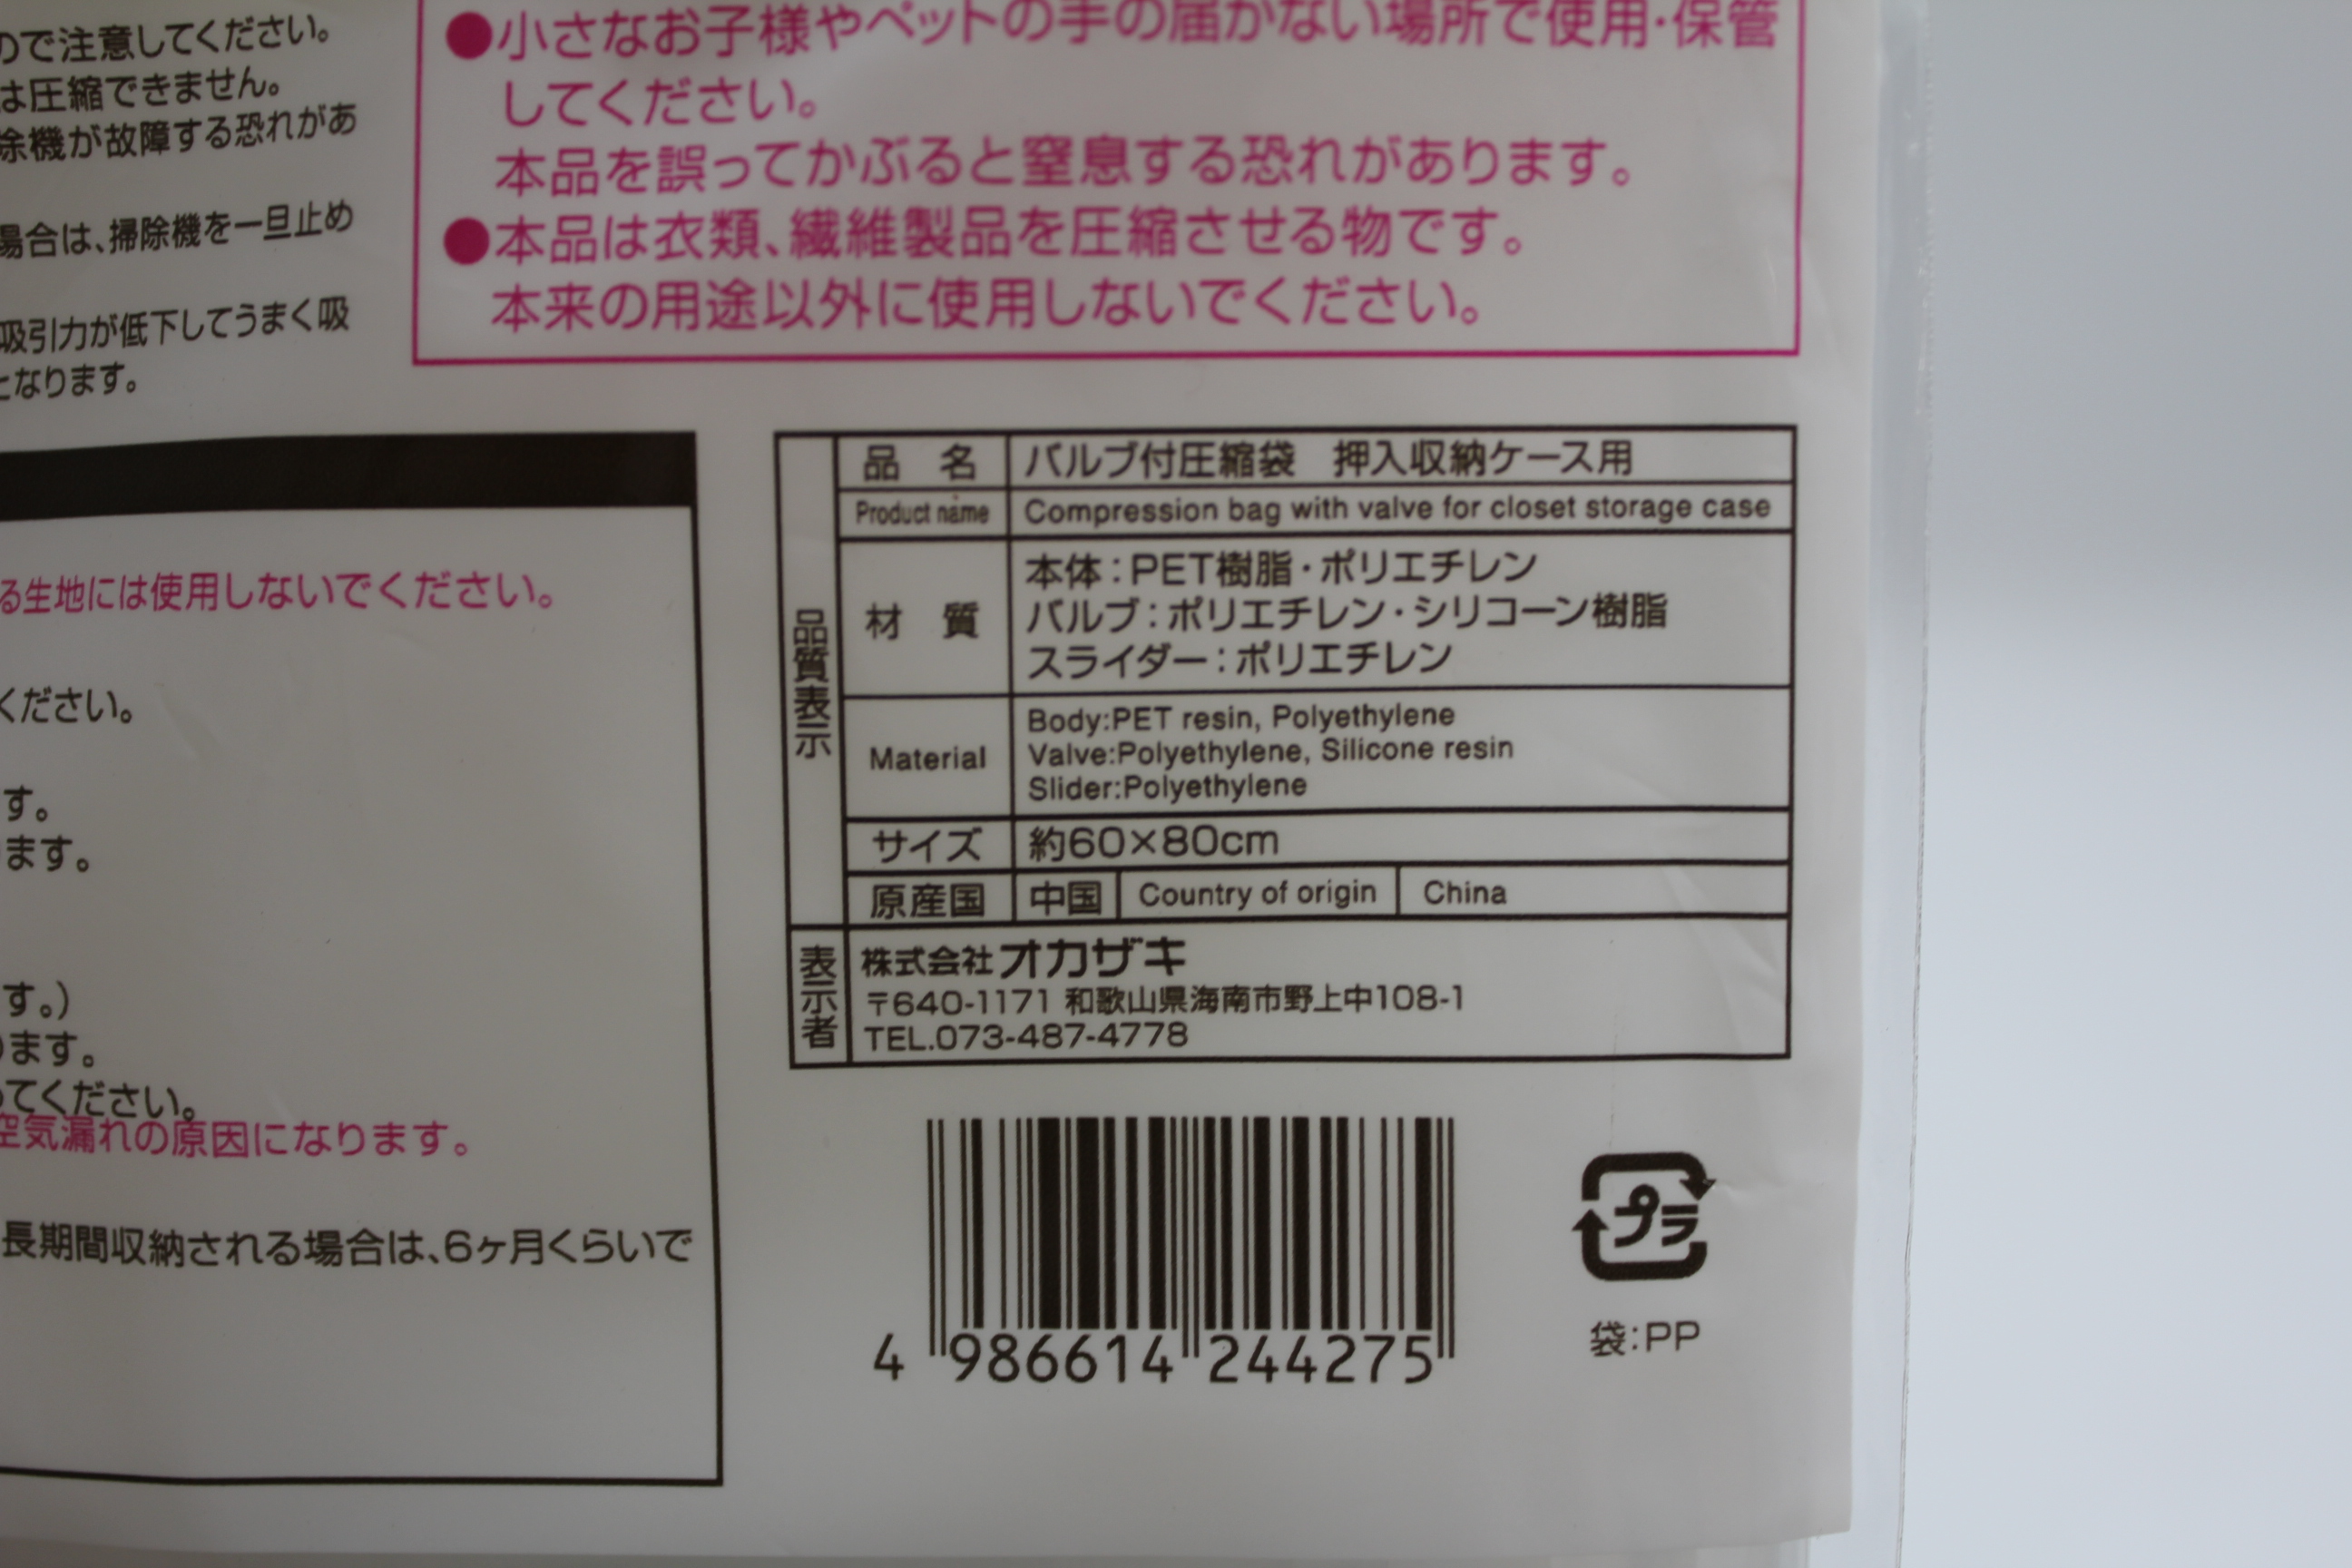 ので注意してください。
は圧縮できません。
除機が故障する恐れがあ
場合は、掃除機を一旦止め
吸引力が低下してうまく吸
となります。
●小さなお子様やペットの手の届かない場所で使用・保管
してください。
本品を誤ってかぶると窒息する恐れがあります。
●本品は衣類、繊維製品を圧縮させる物です。
本来の用途以外に使用しないでください。
る生地には使用しないでください。
ください。
す。
ます。
す。)
ります。
ってください。
空気漏れの原因になります。
長期間収納される場合は、6ヶ月くらいで
品質表示
品 名 バルブ付圧縮袋 押入収納ケース用
Product name Compression bag with valve for closet storage case
材 質 本体:PET樹脂・ポリエチレン
バルブ:ポリエチレン・シリコーン樹脂
スライダー:ポリエチレン
Material Body:PET resin, Polyethylene
Valve:Polyethylene, Silicone resin
Slider:Polyethylene
サイズ 約60×80cm
原産国 中国 Country of origin China
表示者
株式会社オカザキ
〒640-1171 和歌山県海南市野上中108-1
TEL.073-487-4778
4 986614 244275
プラ
袋:PP